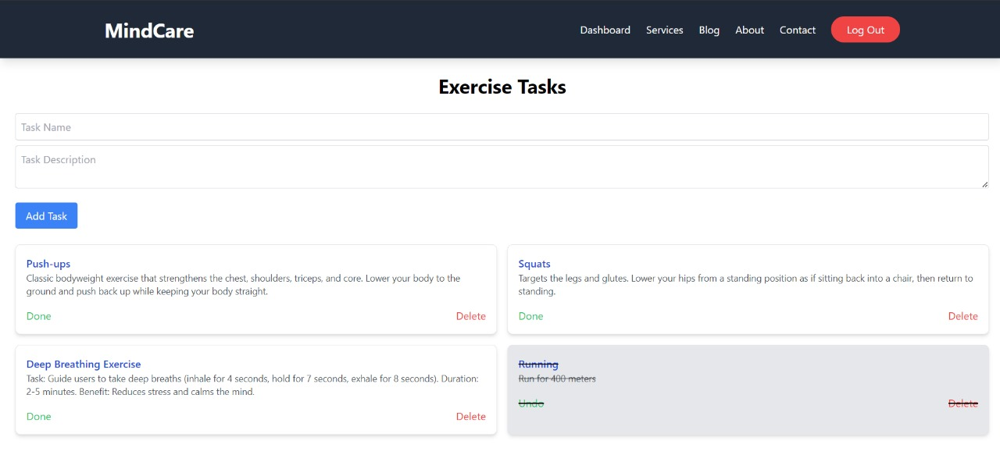 MindCare
Dashboard Services Blog About Contact Log Out
Exercise Tasks
Task Name
Task Description
Add Task
Push-ups
Classic bodyweight exercise that strengthens the chest, shoulders, triceps, and core. Lower your body to the
ground and push back up while keeping your body straight.
Done Delete
Squats
Targets the legs and glutes. Lower your hips from a standing position as if sitting back into a chair, then return to
standing.
Done Delete
Deep Breathing Exercise
Task: Guide users to take deep breaths (inhale for 4 seconds, hold for 7 seconds, exhale for 8 seconds). Duration:
2-5 minutes. Benefit: Reduces stress and calms the mind.
Done Delete
Running
Run for 400 meters
Undo Delete